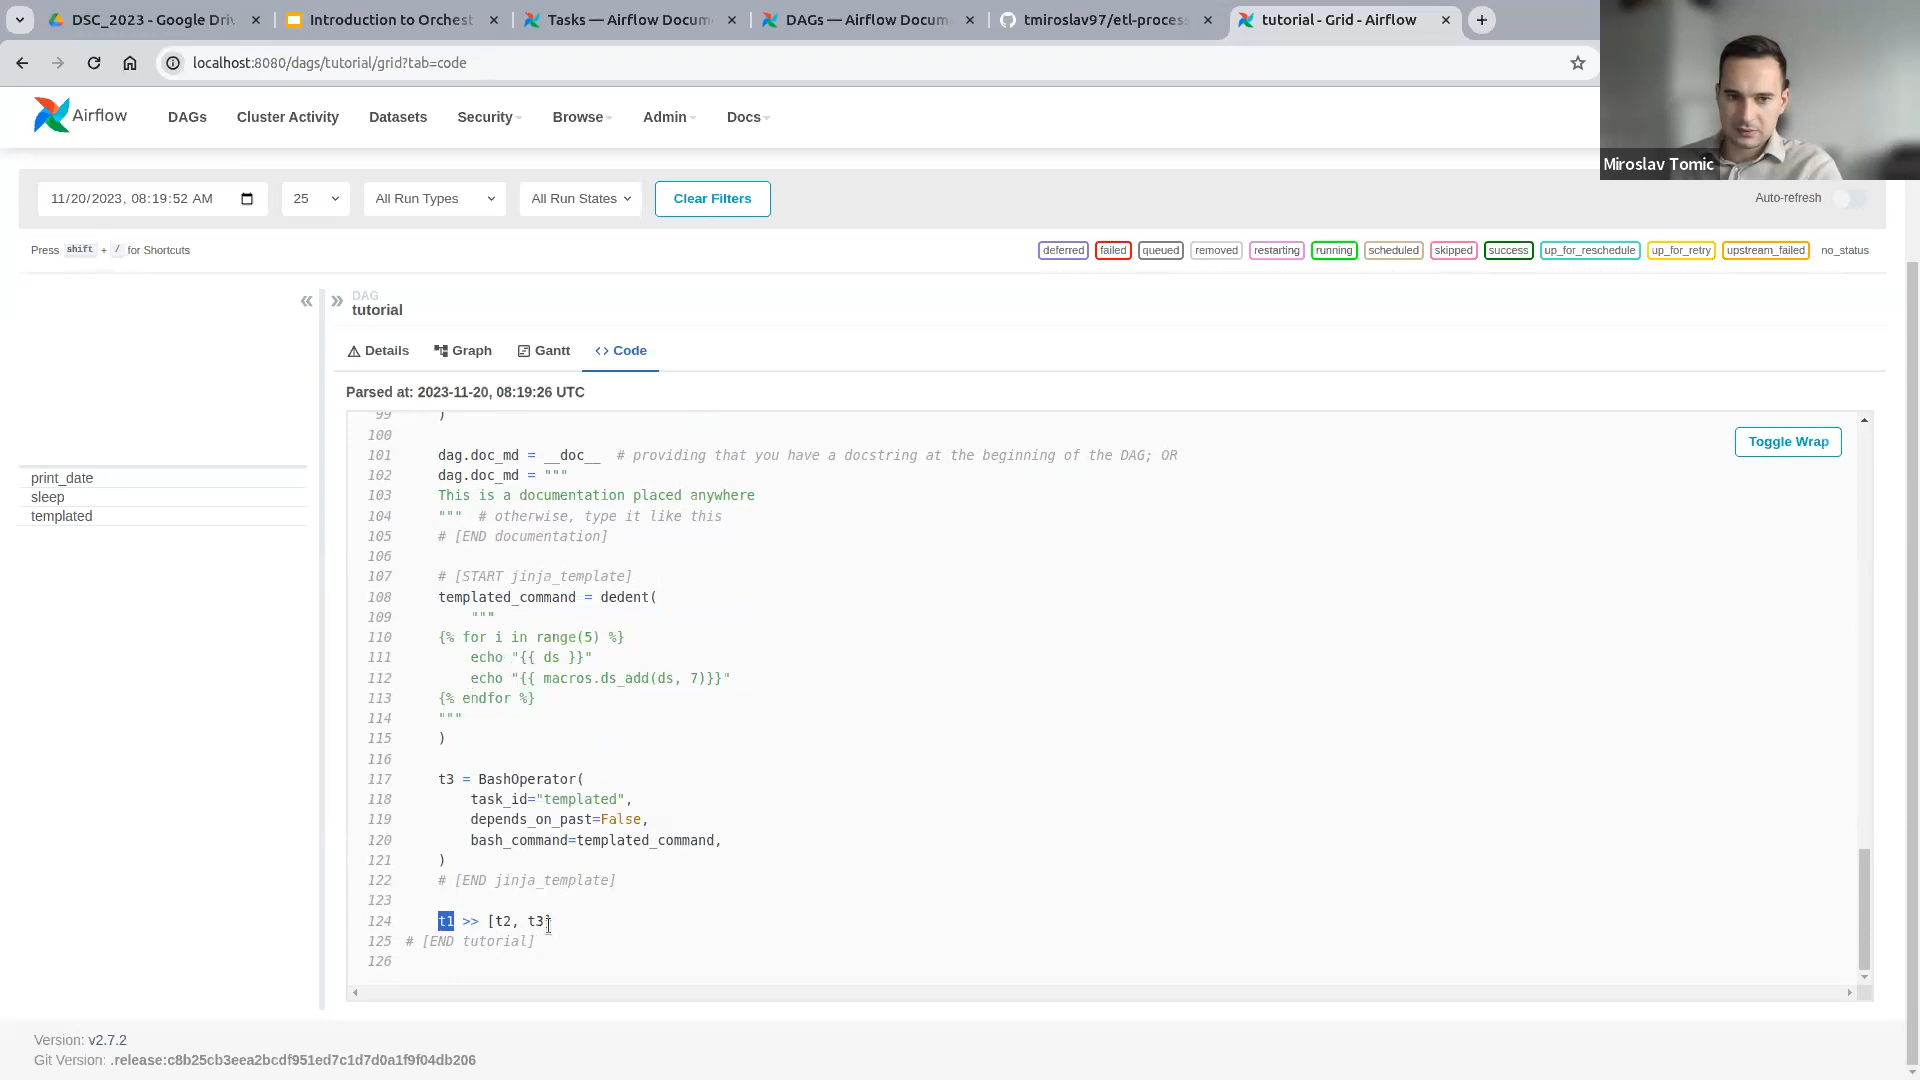 DSC_2023 - Google Driv
Introduction to Orchest
Tasks — Airflow Docum
DAGs — Airflow Docum
tmiroslav97/etl-process
tutorial - Grid - Airflow
localhost:8080/dags/tutorial/grid?tab=code
Airflow
DAGs
Cluster Activity
Datasets
Security
Browse
Admin
Docs
Miroslav Tomic
11/20/2023, 08:19:52 AM
25
All Run Types
All Run States
Clear Filters
Auto-refresh
Press shift + / for Shortcuts
deferred
failed
queued
removed
restarting
running
scheduled
skipped
success
up_for_reschedule
up_for_retry
upstream_failed
no_status
DAG
tutorial
print_date
sleep
templated
Details
Graph
Gantt
<> Code
Parsed at: 2023-11-20, 08:19:26 UTC
Toggle Wrap
99 )
100
101 dag.doc_md = __doc__  # providing that you have a docstring at the beginning of the DAG; OR
102 dag.doc_md = """
103 This is a documentation placed anywhere
104 """  # otherwise, type it like this
105 # [END documentation]
106
107 # [START jinja_template]
108 templated_command = dedent(
109 """
110 {% for i in range(5) %}
111 echo "{{ ds }}"
112 echo "{{ macros.ds_add(ds, 7)}}"
113 {% endfor %}
114 """
115 )
116
117 t3 = BashOperator(
118 task_id="templated",
119 depends_on_past=False,
120 bash_command=templated_command,
121 )
122 # [END jinja_template]
123
124 t1 >> [t2, t3]
125 # [END tutorial]
126
Version: v2.7.2
Git Version: .release:c8b25cb3eea2bcdf951ed7c1d7d0a1f9f04db206